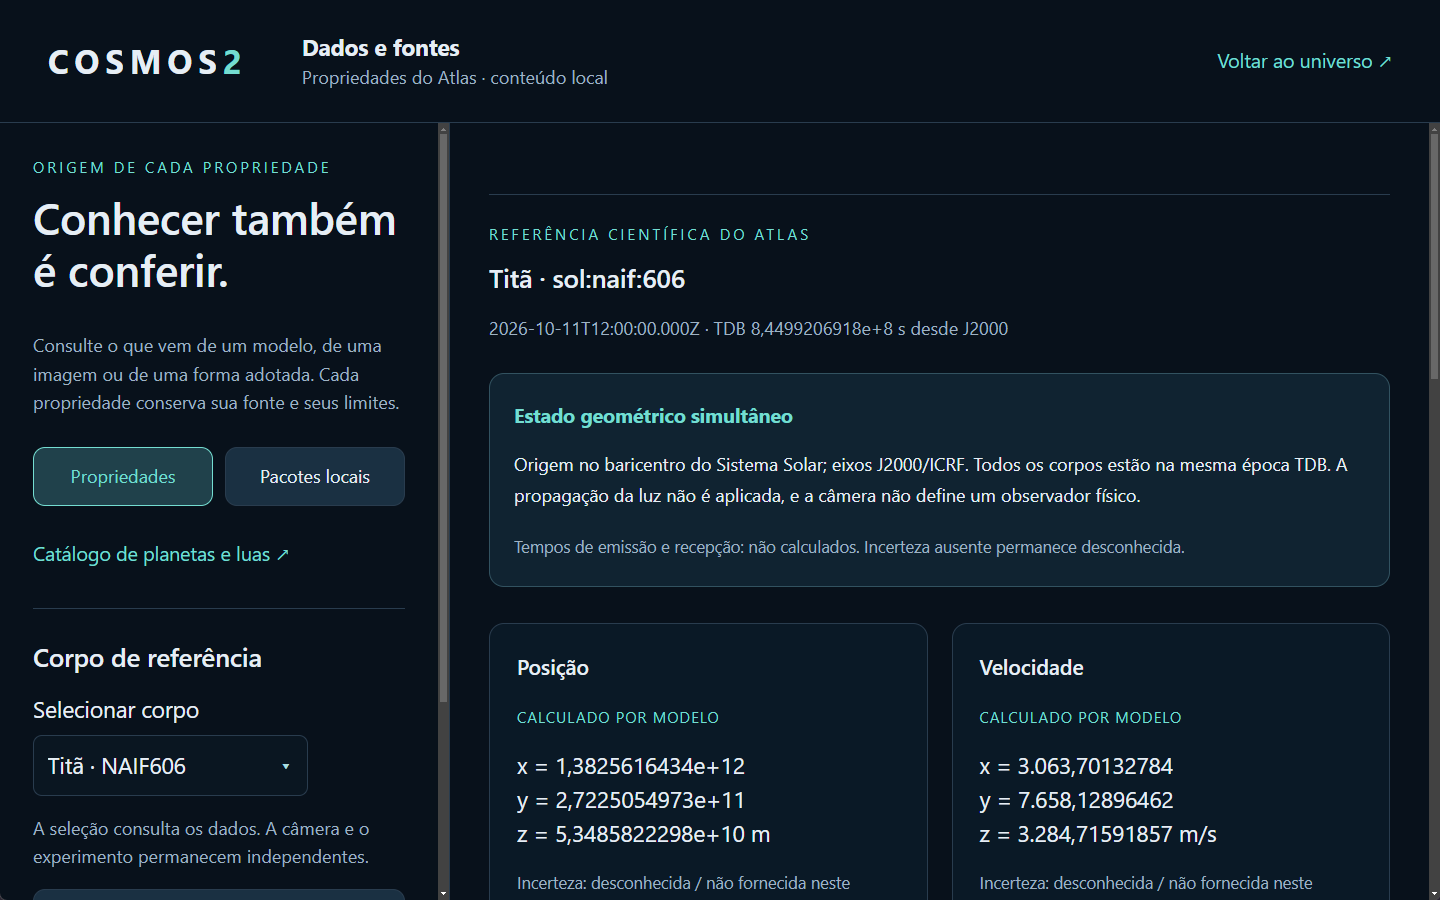 COSMOS2
Dados e fontes
Propriedades do Atlas · conteúdo local
Voltar ao universo ↗
ORIGEM DE CADA PROPRIEDADE
Conhecer também
é conferir.
Consulte o que vem de um modelo, de uma
imagem ou de uma forma adotada. Cada
propriedade conserva sua fonte e seus limites.
Propriedades
Pacotes locais
Catálogo de planetas e luas ↗
Corpo de referência
Selecionar corpo
Titã · NAIF606
A seleção consulta os dados. A câmera e o
experimento permanecem independentes.
REFERÊNCIA CIENTÍFICA DO ATLAS
Titã · sol:naif:606
2026-10-11T12:00:00.000Z · TDB 8,4499206918e+8 s desde J2000
Estado geométrico simultâneo
Origem no baricentro do Sistema Solar; eixos J2000/ICRF. Todos os corpos estão na mesma época TDB. A
propagação da luz não é aplicada, e a câmera não define um observador físico.
Tempos de emissão e recepção: não calculados. Incerteza ausente permanece desconhecida.
Posição
CALCULADO POR MODELO
x = 1,3825616434e+12
y = 2,7225054973e+11
z = 5,3485822298e+10 m
Incerteza: desconhecida / não fornecida neste
Velocidade
CALCULADO POR MODELO
x = 3.063,70132784
y = 7.658,12896462
z = 3.284,71591857 m/s
Incerteza: desconhecida / não fornecida neste